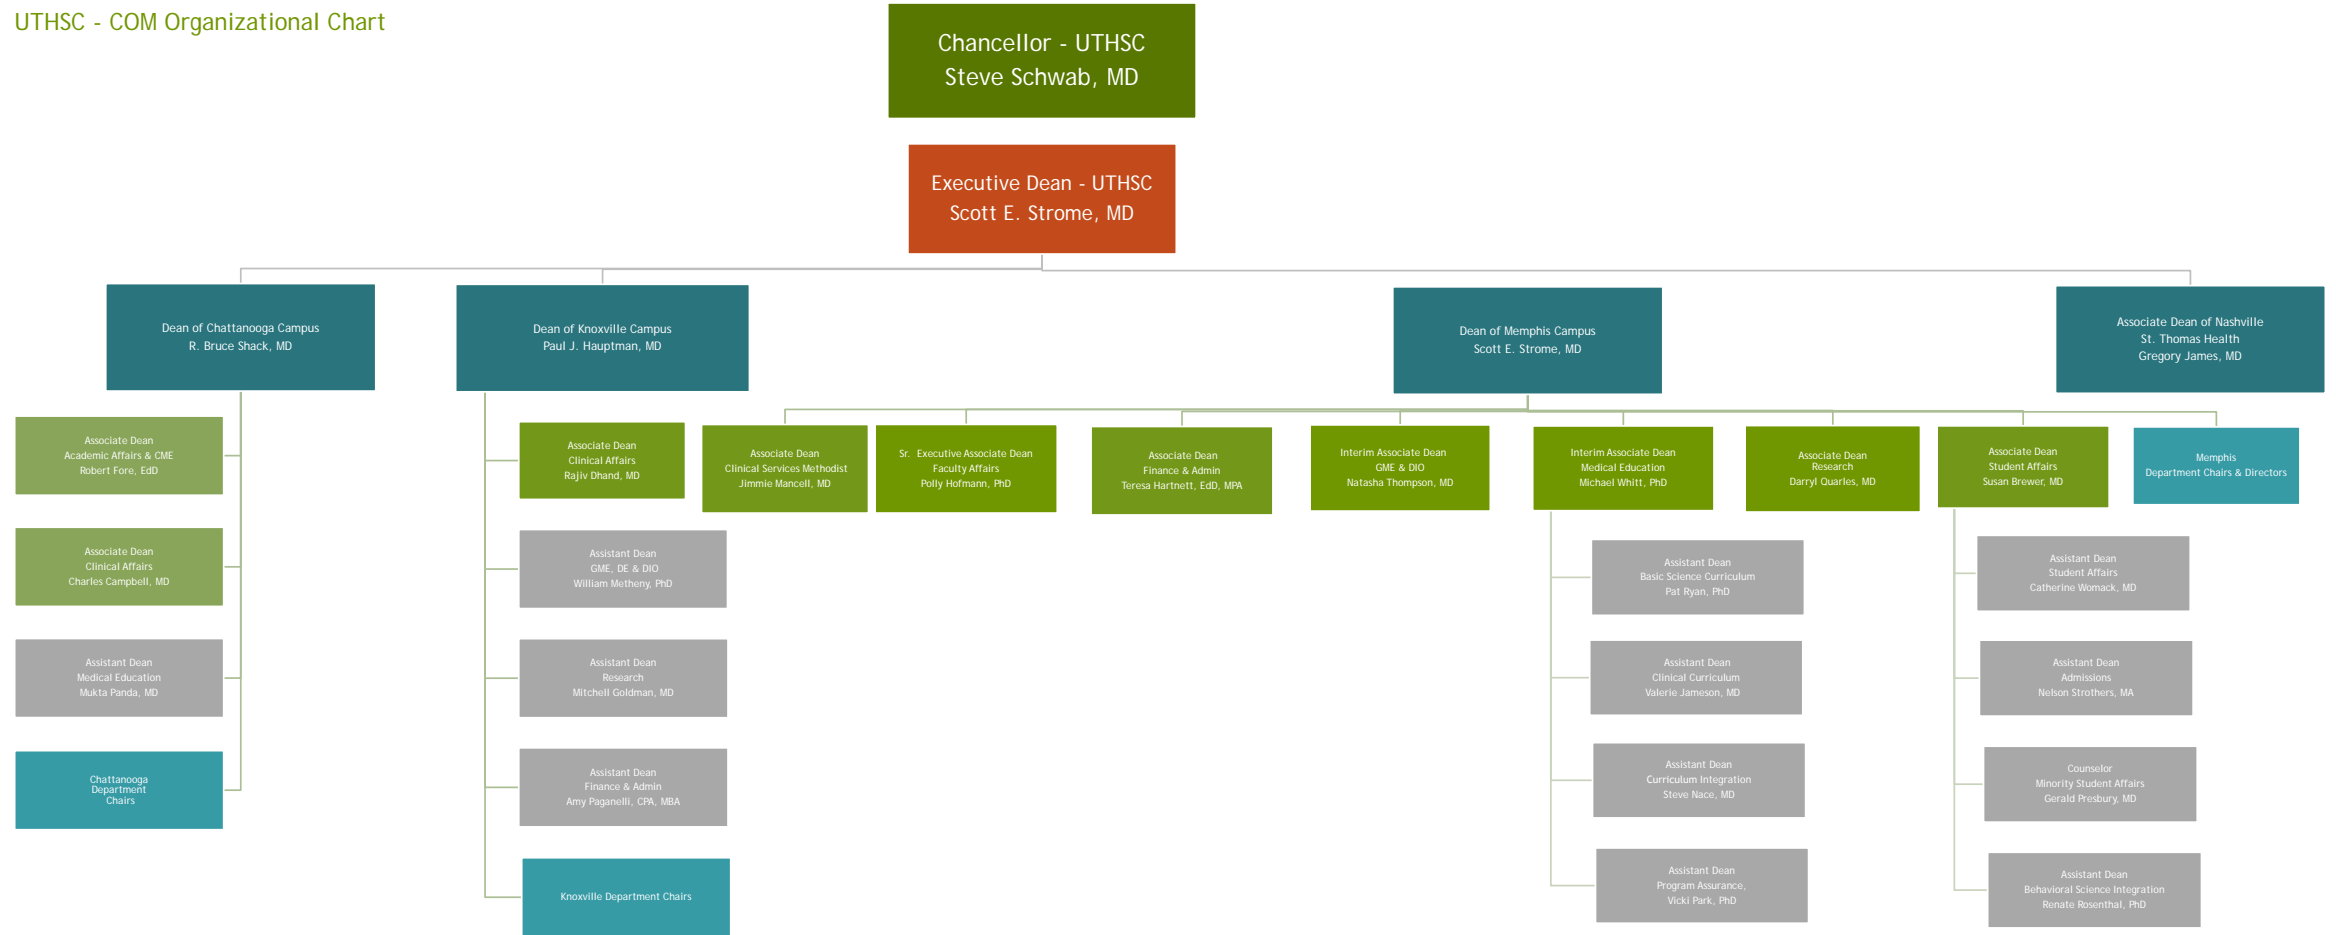 UTHSC - COM Organizational Chart
Chancellor - UTHSC
Steve Schwab, MD
Executive Dean - UTHSC
Scott E. Strome, MD
Dean of Chattanooga Campus
R. Bruce Shack, MD
Dean of Knoxville Campus
Paul J. Hauptman, MD
Dean of Memphis Campus
Scott E. Strome, MD
Associate Dean of Nashville
St. Thomas Health
Gregory James, MD
Associate Dean
Academic Affairs & CME
Robert Fore, EdD
Associate Dean
Clinical Affairs
Charles Campbell, MD
Assistant Dean
Medical Education
Mukta Panda, MD
Chattanooga
Department
Chairs
Associate Dean
Clinical Affairs
Rajiv Dhand, MD
Assistant Dean
GME, DE & DIO
William Metheny, PhD
Assistant Dean
Research
Mitchell Goldman, MD
Assistant Dean
Finance & Admin
Amy Paganelli, CPA, MBA
Knoxville Department Chairs
Associate Dean
Clinical Services Methodist
Jimmie Mancell, MD
Sr. Executive Associate Dean
Faculty Affairs
Polly Hofmann, PhD
Associate Dean
Finance & Admin
Teresa Hartnett, EdD, MPA
Interim Associate Dean
GME & DIO
Natasha Thompson, MD
Interim Associate Dean
Medical Education
Michael Whitt, PhD
Assistant Dean
Basic Science Curriculum
Pat Ryan, PhD
Assistant Dean
Clinical Curriculum
Valerie Jameson, MD
Assistant Dean
Curriculum Integration
Steve Nace, MD
Assistant Dean
Program Assurance,
Vicki Park, PhD
Associate Dean
Research
Darryl Quarles, MD
Associate Dean
Student Affairs
Susan Brewer, MD
Assistant Dean
Student Affairs
Catherine Womack, MD
Assistant Dean
Admissions
Nelson Strothers, MA
Counselor
Minority Student Affairs
Gerald Presbury, MD
Assistant Dean
Behavioral Science Integration
Renate Rosenthal, PhD
Memphis
Department Chairs & Directors